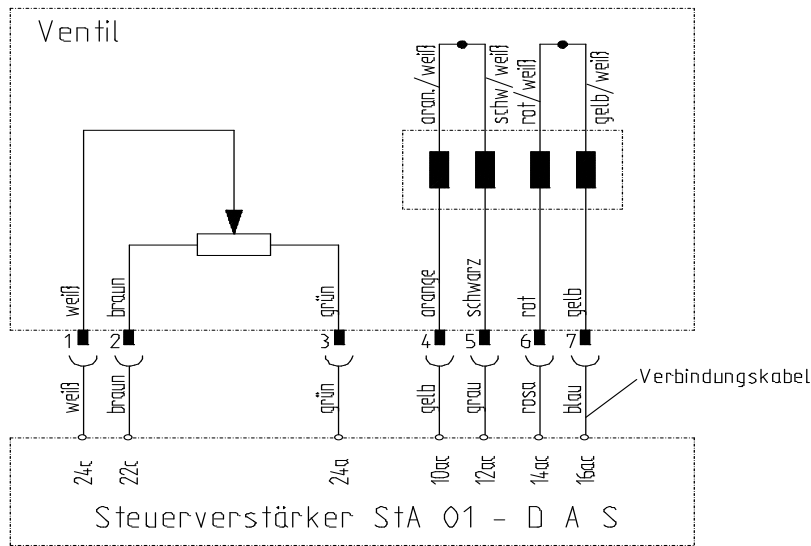 Ventil
oran./weiß
schw/weiß
rot/weiß
gelb/weiß
weiß
braun
grün
orange
schwarz
rot
gelb
1 2 3 4 5 6 7
weiß
braun
grün
gelb
grau
rosa
blau
Verbindungskabel
24c
22c
24a
10ac
12ac
14ac
16ac
Steuerverstärker StA 01 - D A S